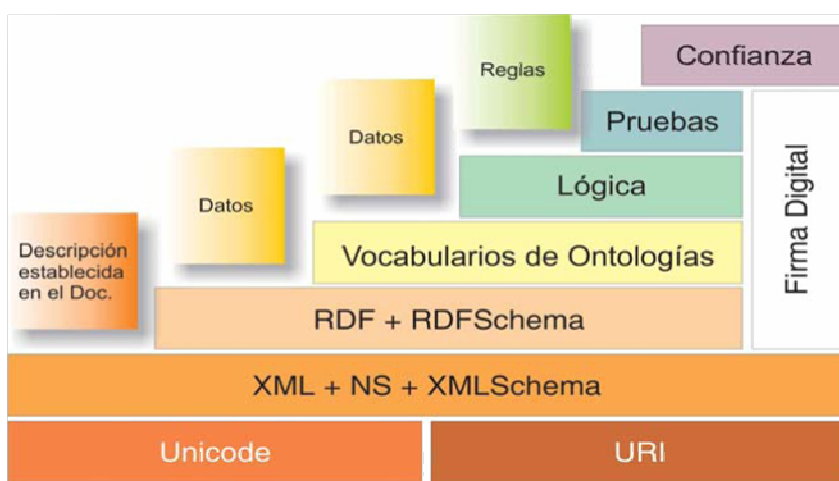 Confianza
Reglas
Pruebas
Datos
Lógica
Datos
Vocabularios de Ontologías
Firma Digital
Descripción
establecida
en el Doc.
RDF + RDFSchema
XML + NS + XMLSchema
Unicode
URI